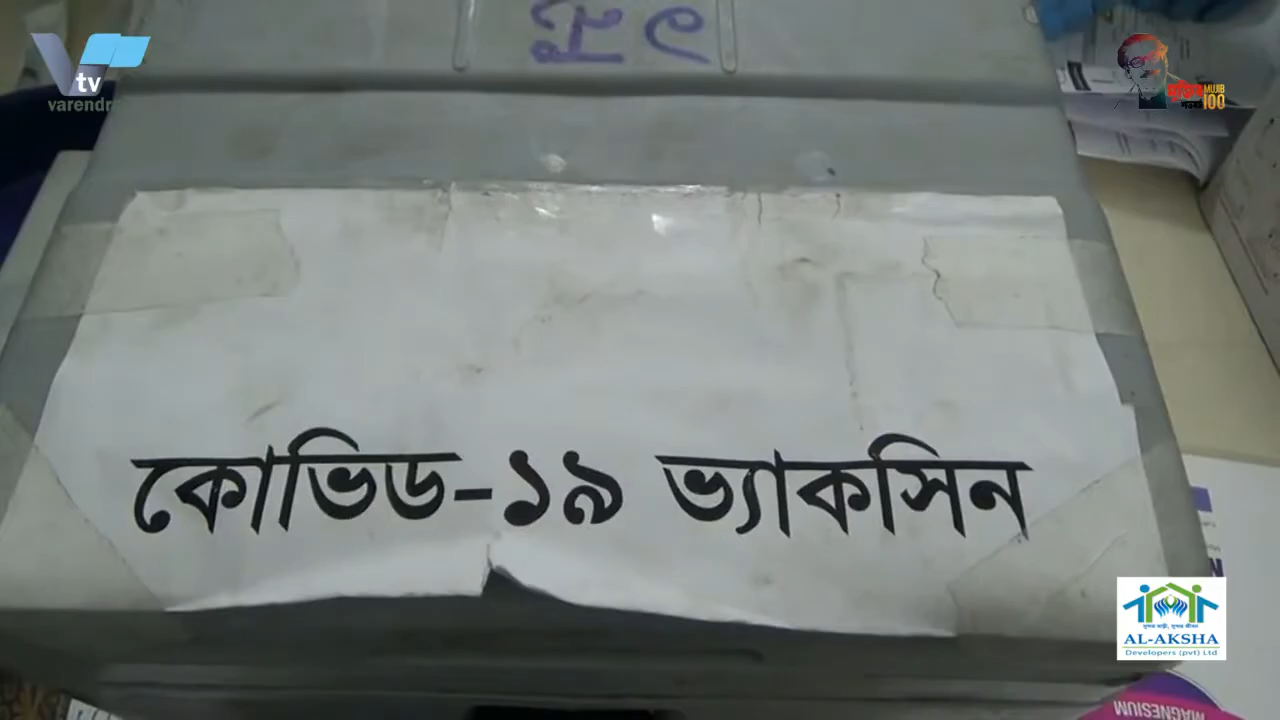 tv
varendr
MUJIB
100
কোভিড-১৯ ভ্যাকসিন
AL-AKSHA
Developers (pvt) Ltd
MAGNESIUM